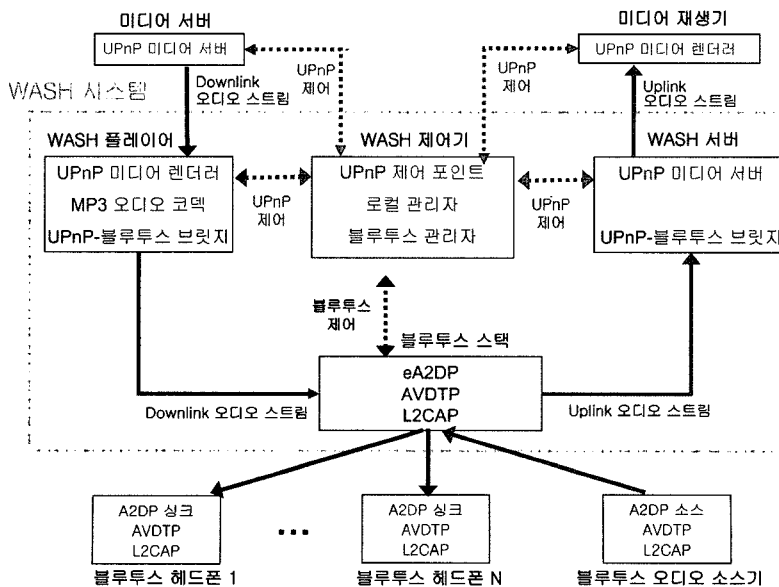 미디어 서버
UPnP 미디어 서버
미디어 재생기
UPnP 미디어 렌더러
UPnP
제어
UPnP
제어
Downlink
오디오 스트림
Uplink
오디오 스트림
WASH 시스템
WASH 플레이어
UPnP 미디어 렌더러
MP3 오디오 코덱
UPnP-블루투스 브릿지
UPnP
제어
WASH 제어기
UPnP 제어 포인트
로컬 관리자
블루투스 관리자
UPnP
제어
WASH 서버
UPnP 미디어 서버
UPnP-블루투스 브릿지
블루투스
제어
블루투스 스택
eA2DP
AVDTP
L2CAP
Downlink 오디오 스트림
Uplink 오디오 스트림
A2DP 싱크
AVDTP
L2CAP
블루투스 헤드폰 1
...
A2DP 싱크
AVDTP
L2CAP
블루투스 헤드폰 N
A2DP 소스
AVDTP
L2CAP
블루투스 오디오 소스기